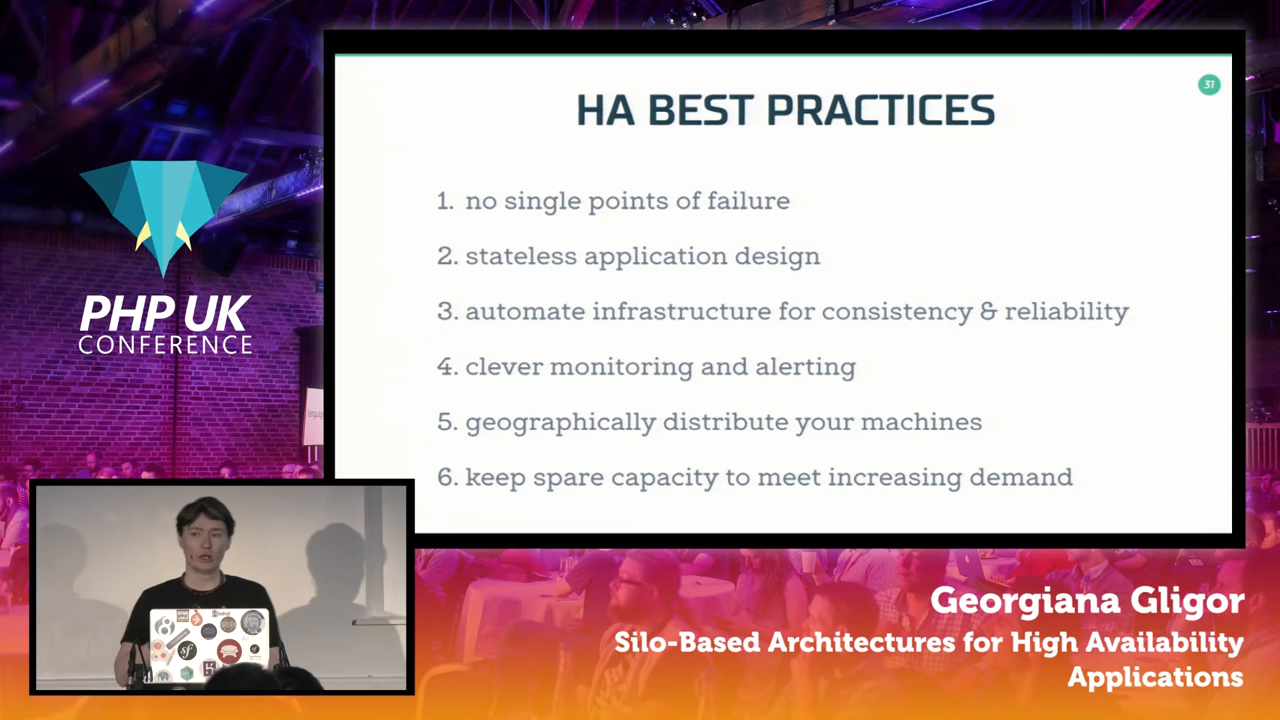 31
HA BEST PRACTICES
1. no single points of failure
2. stateless application design
3. automate infrastructure for consistency & reliability
4. clever monitoring and alerting
5. geographically distribute your machines
6. keep spare capacity to meet increasing demand
PHP UK
CONFERENCE
sf
Georgiana Gligor
Silo-Based Architectures for High Availability
Applications